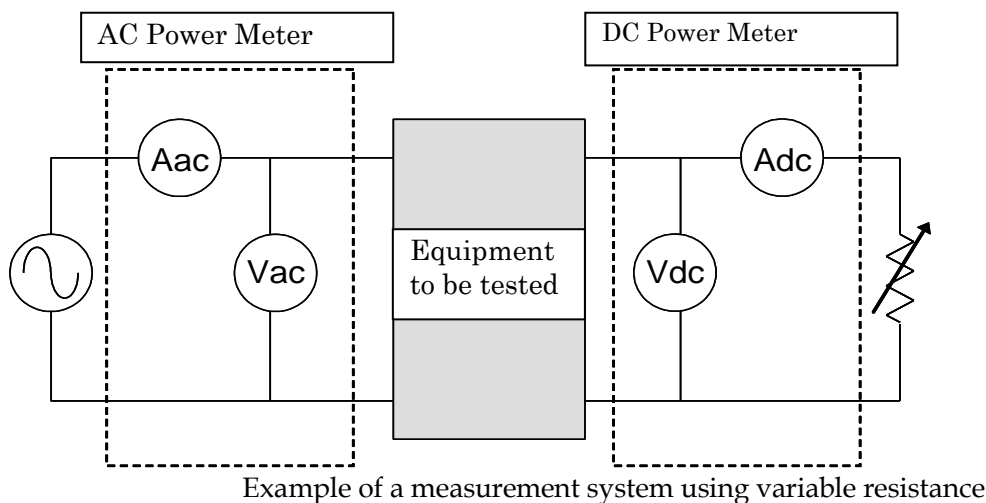 AC Power Meter
DC Power Meter
Aac
Adc
Vac
Equipment
to be tested
Vdc
Example of a measurement system using variable resistance